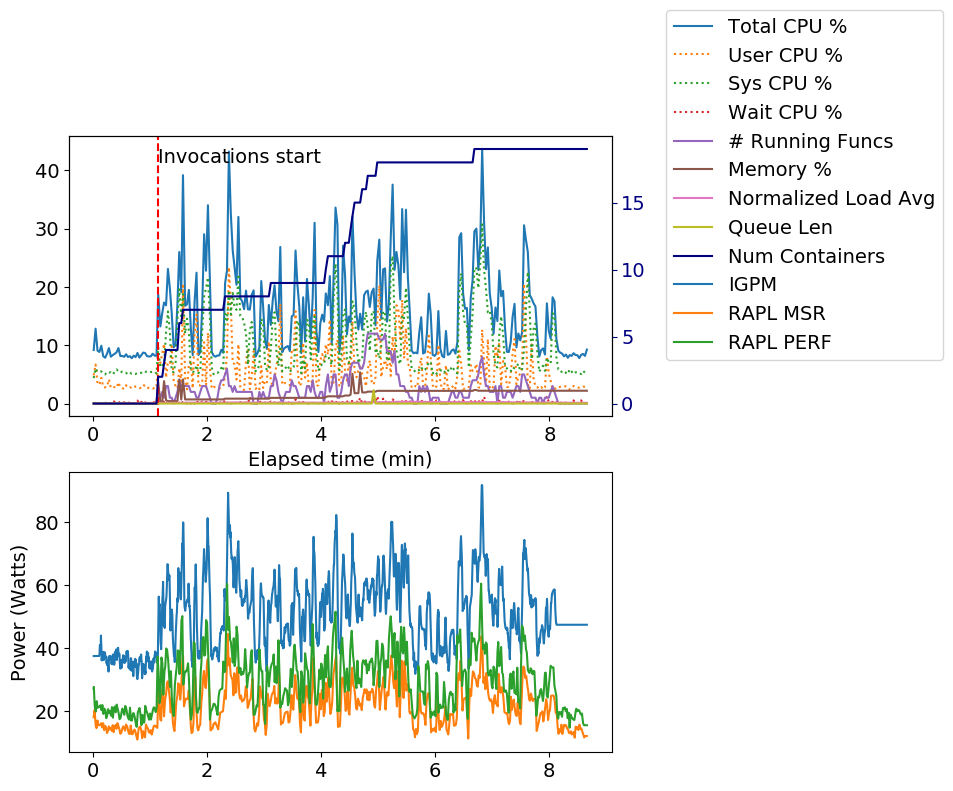 Total CPU %
User CPU %
Sys CPU %
Wait CPU %
# Running Funcs
Memory %
Normalized Load Avg
Queue Len
Num Containers
IGPM
RAPL MSR
RAPL PERF
Invocations start
40
30
20
10
0
15
10
5
0
0 2 4 6 8
Elapsed time (min)
Power (Watts)
80
60
40
20
0 2 4 6 8